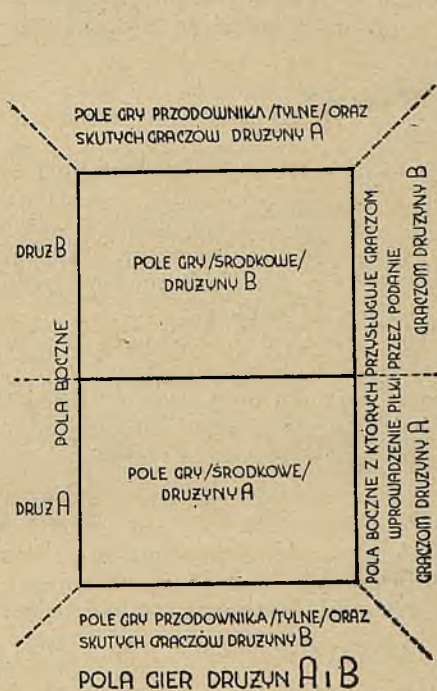 POLE GRY PRZODOWNIKA/TYLNE/ORAZ
SKUTYCH GRACZÓW DRUŻYNY A
DRUŻ B
POLE GRY/ŚRODKOWE/
DRUŻYNY B
POLA BOCZNE
POLE GRY/ŚRODKOWE/
DRUŻYNY A
DRUŻ A
POLA BOCZNE Z KTÓRYCH PRZYSŁUGUJE GRACZOM
WPROWADZENIE PIŁKI PRZEZ PODANIE
GRACZOM DRUŻYNY A
GRACZOM DRUŻYNY B
POLE GRY PRZODOWNIKA/TYLNE/ORAZ
SKUTYCH GRACZÓW DRUŻYNY B
POLA GIER DRUŻYN A I B